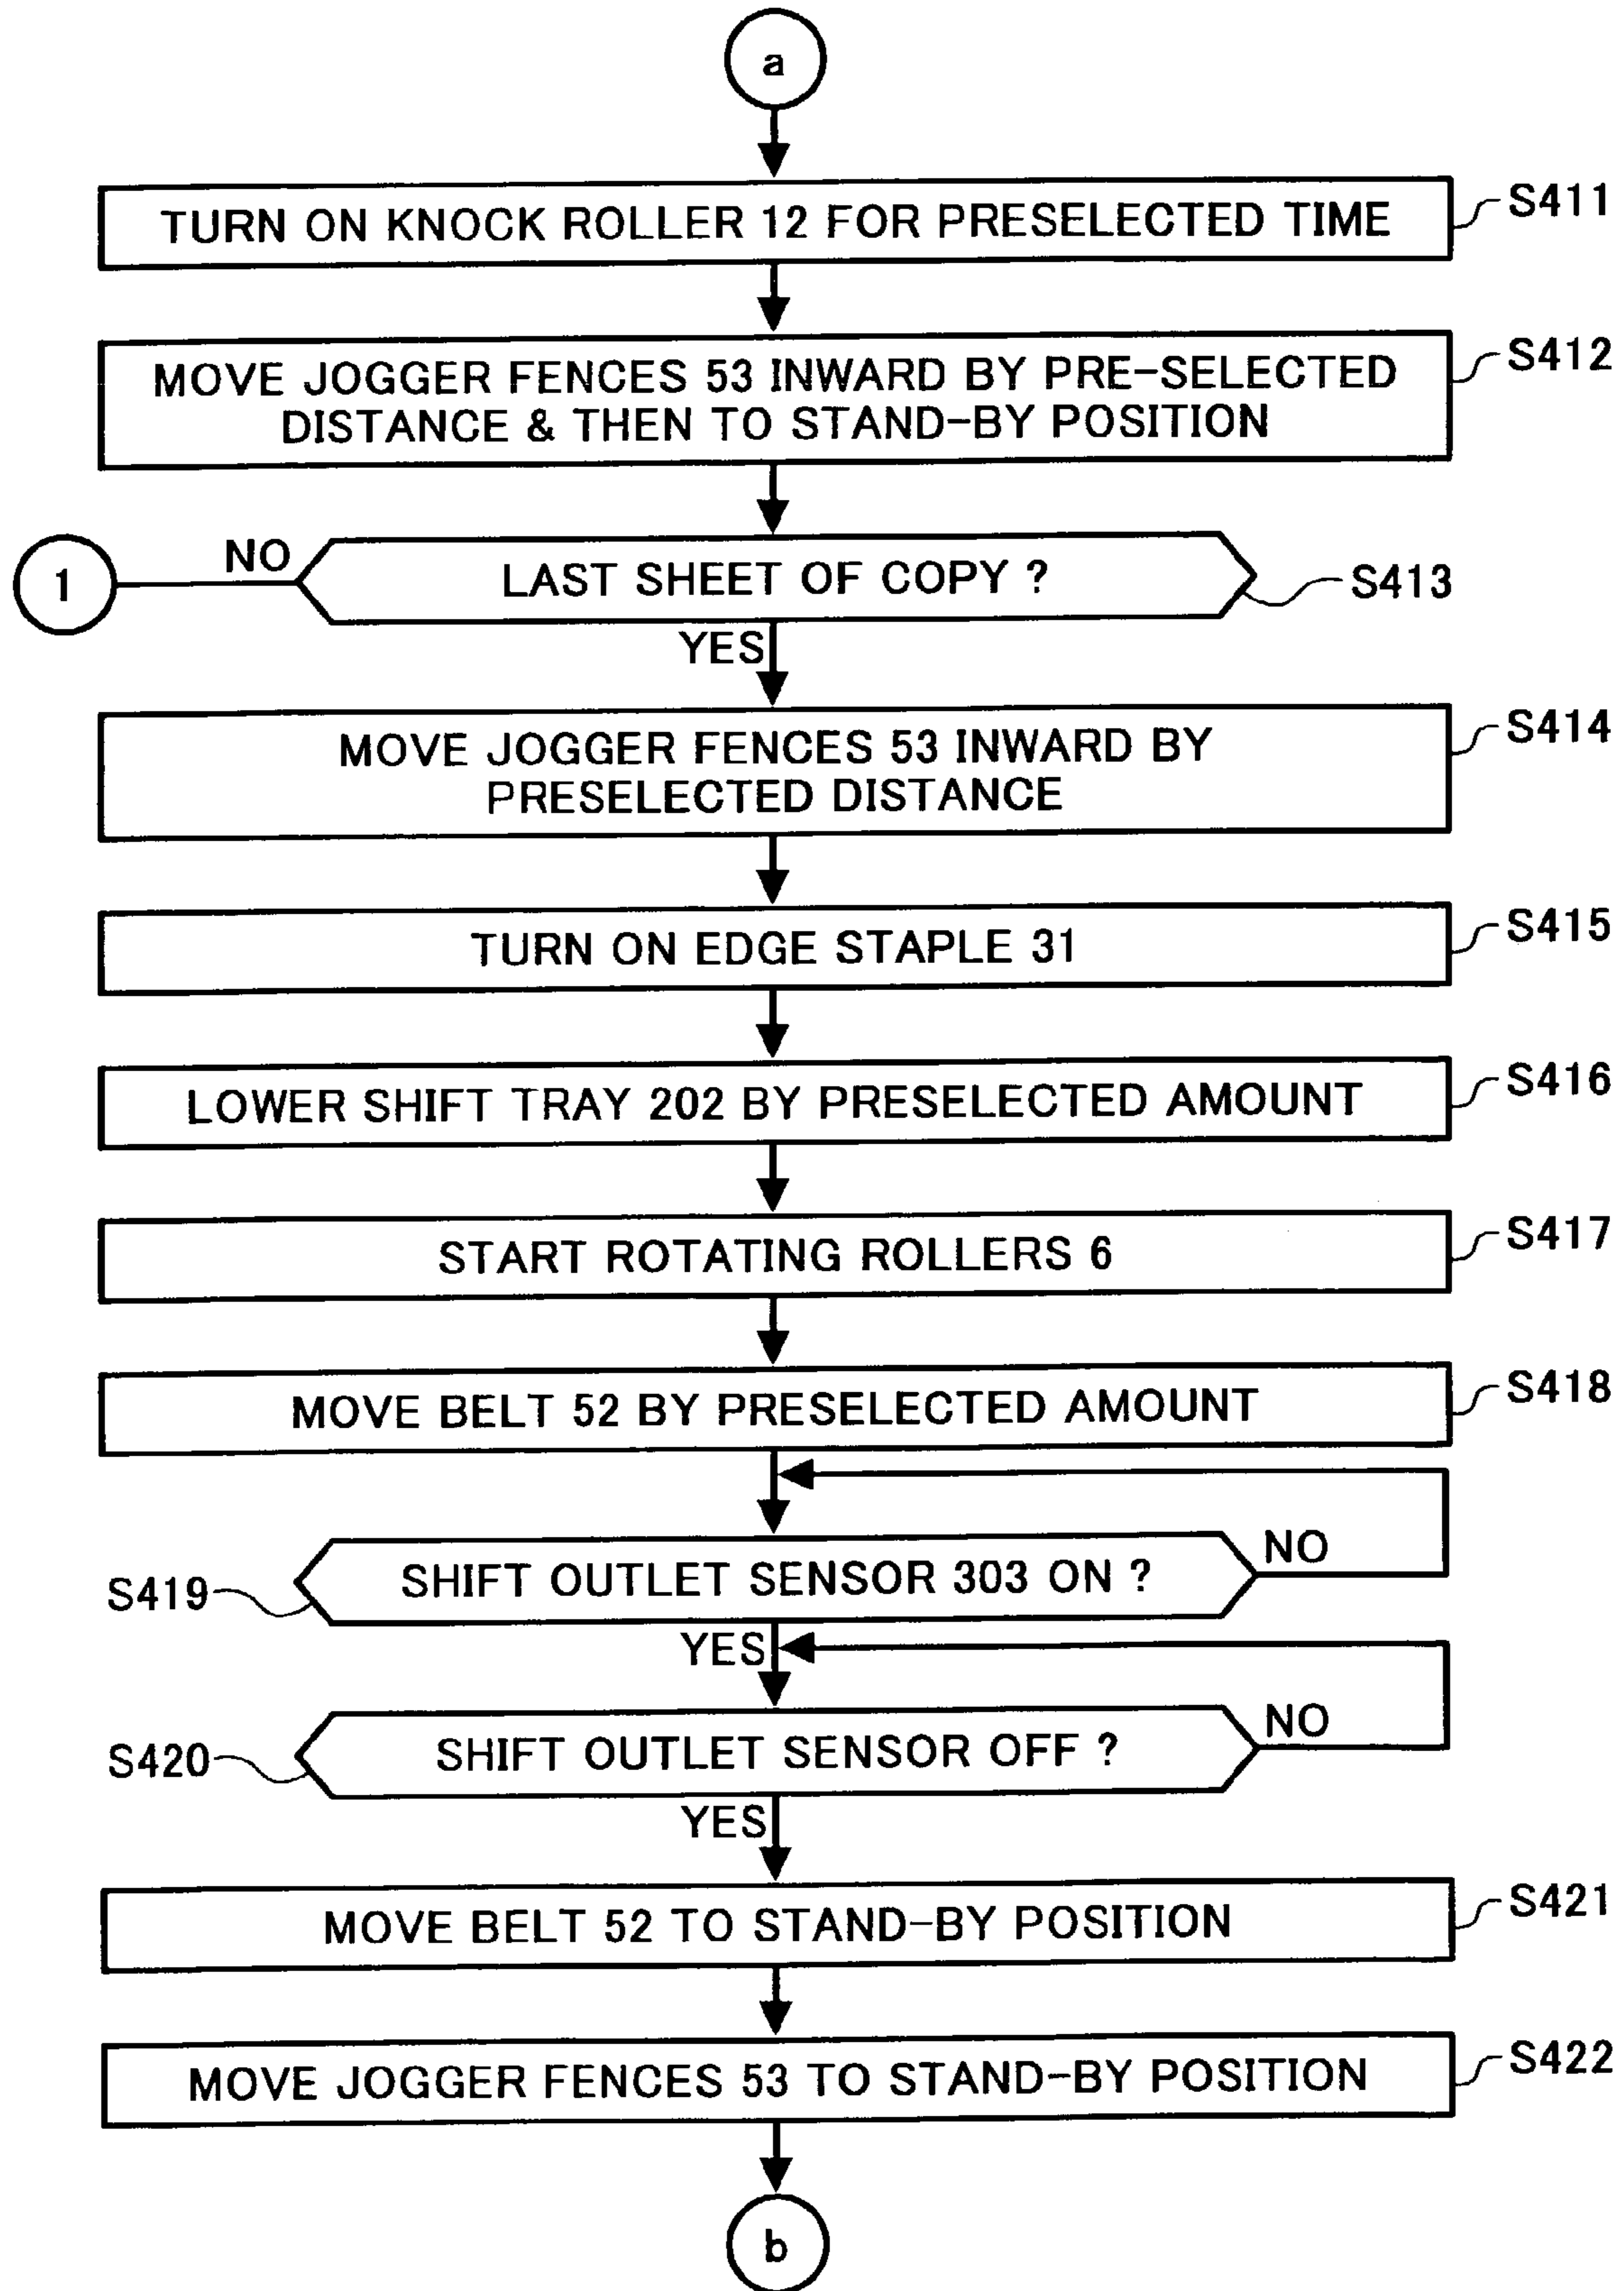 a
TURN ON KNOCK ROLLER 12 FOR PRESELECTED TIME
S411
MOVE JOGGER FENCES 53 INWARD BY PRE-SELECTED
DISTANCE & THEN TO STAND-BY POSITION
S412
1
NO
LAST SHEET OF COPY ?
S413
YES
MOVE JOGGER FENCES 53 INWARD BY
PRESELECTED DISTANCE
S414
TURN ON EDGE STAPLE 31
S415
LOWER SHIFT TRAY 202 BY PRESELECTED AMOUNT
S416
START ROTATING ROLLERS 6
S417
MOVE BELT 52 BY PRESELECTED AMOUNT
S418
SHIFT OUTLET SENSOR 303 ON ?
NO
S419
YES
SHIFT OUTLET SENSOR OFF ?
NO
S420
YES
MOVE BELT 52 TO STAND-BY POSITION
S421
MOVE JOGGER FENCES 53 TO STAND-BY POSITION
S422
b